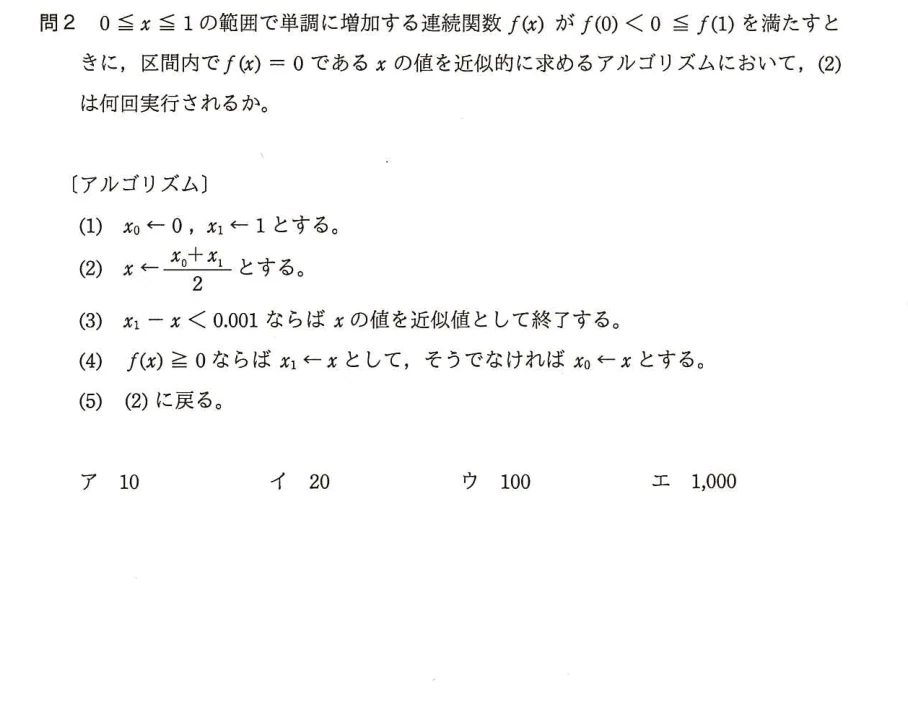 問2 0≦x≦1の範囲で単調に増加する連続関数 f(x) が f(0)<0≦f(1) を満たすと
きに，区間内で f(x)=0 である x の値を近似的に求めるアルゴリズムにおいて，(2)
は何回実行されるか。
〔アルゴリズム〕
(1) x₀←0，x₁←1とする。
(2) x←(x₀+x₁)/2 とする。
(3) x₁－x＜0.001 ならば x の値を近似値として終了する。
(4) f(x)≧0ならば x₁←x として，そうでなければ x₀←x とする。
(5) (2) に戻る。
ア 10 イ 20 ウ 100 エ 1,000